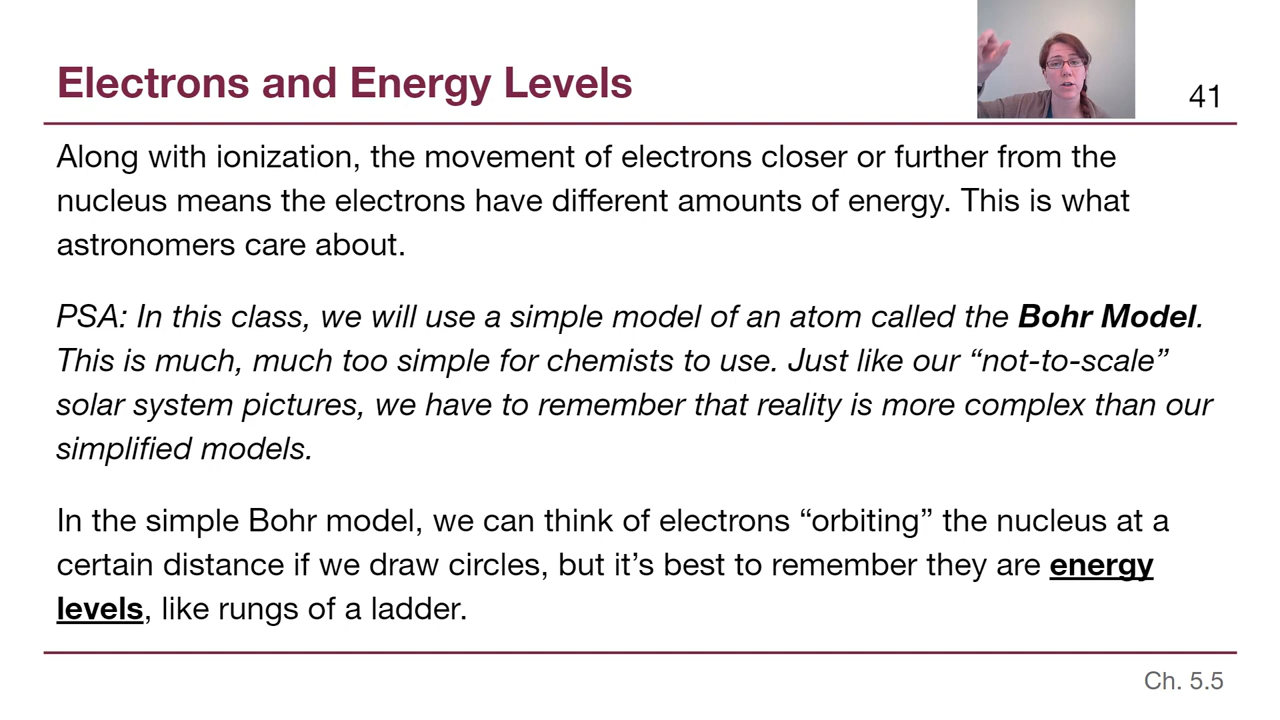 Electrons and Energy Levels
41
Along with ionization, the movement of electrons closer or further from the
nucleus means the electrons have different amounts of energy. This is what
astronomers care about.
PSA: In this class, we will use a simple model of an atom called the Bohr Model.
This is much, much too simple for chemists to use. Just like our “not-to-scale”
solar system pictures, we have to remember that reality is more complex than our
simplified models.
In the simple Bohr model, we can think of electrons “orbiting” the nucleus at a
certain distance if we draw circles, but it’s best to remember they are energy
levels, like rungs of a ladder.
Ch. 5.5